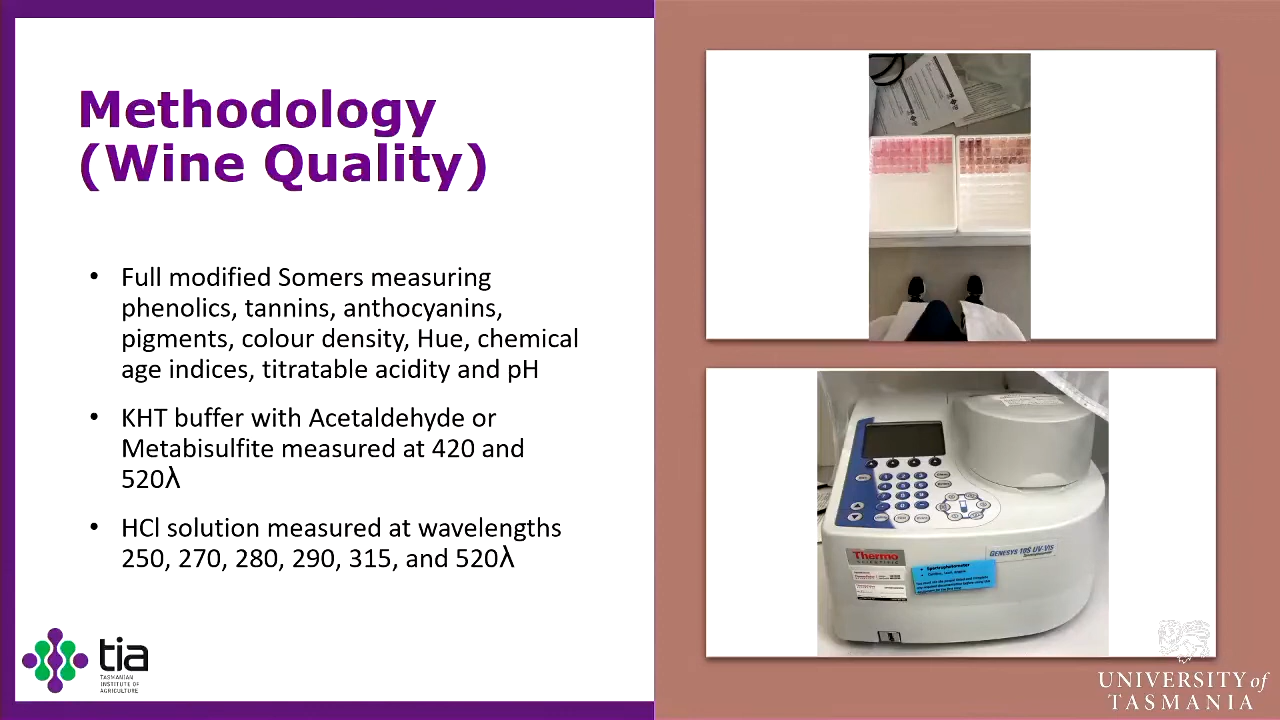 Methodology
(Wine Quality)
• Full modified Somers measuring
phenolics, tannins, anthocyanins,
pigments, colour density, Hue, chemical
age indices, titratable acidity and pH
• KHT buffer with Acetaldehyde or
Metabisulfite measured at 420 and
520λ
• HCl solution measured at wavelengths
250, 270, 280, 290, 315, and 520λ
tia
TASMANIAN
INSTITUTE OF
AGRICULTURE
Thermo
SCIENTIFIC
GENESYS 10S UV-VIS
Spectrophotometer
UNIVERSITY of
TASMANIA